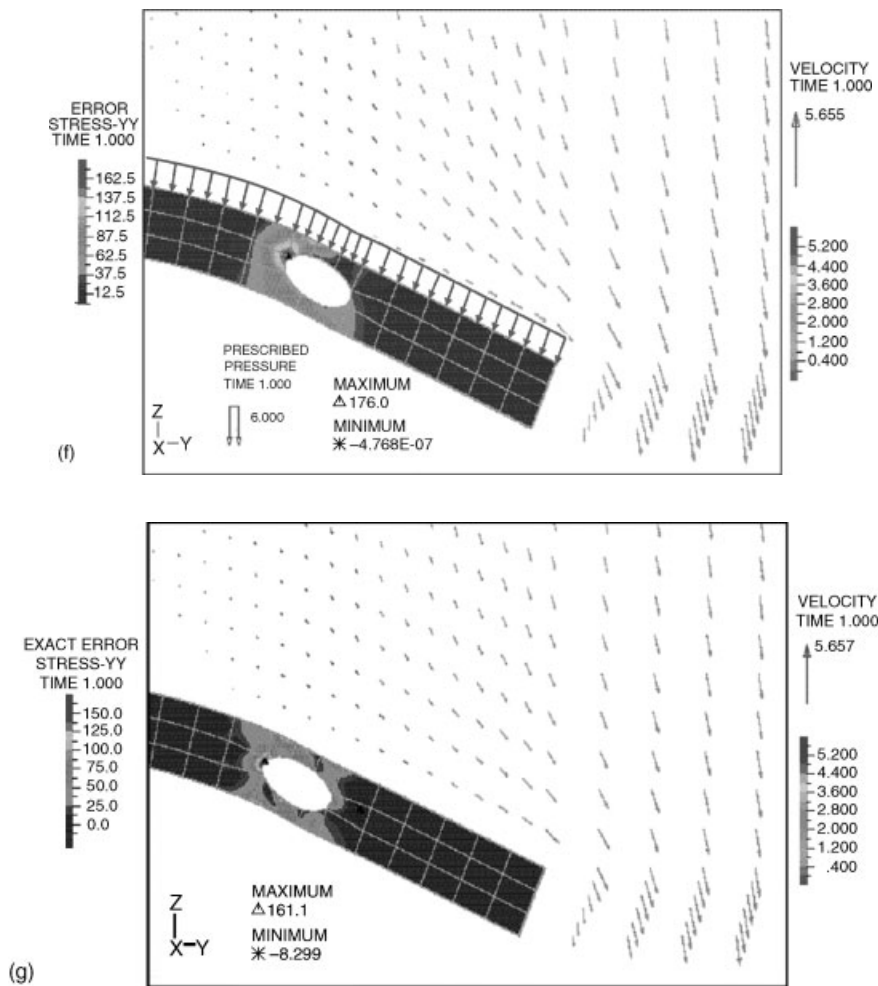 VELOCITY
TIME 1.000
5.655
ERROR
STRESS-YY
TIME 1.000
162.5
137.5
112.5
87.5
62.5
37.5
12.5
5.200
4.400
3.600
2.800
2.000
1.200
0.400
PRESCRIBED
PRESSURE
TIME 1.000
6.000
MAXIMUM
△ 176.0
MINIMUM
✳ −4.768E-07
Z
X–Y
(f)
VELOCITY
TIME 1.000
5.657
EXACT ERROR
STRESS-YY
TIME 1.000
150.0
125.0
100.0
75.0
50.0
25.0
0.0
5.200
4.400
3.600
2.800
2.000
1.200
.400
MAXIMUM
△ 161.1
MINIMUM
✳ −8.299
Z
X–Y
(g)